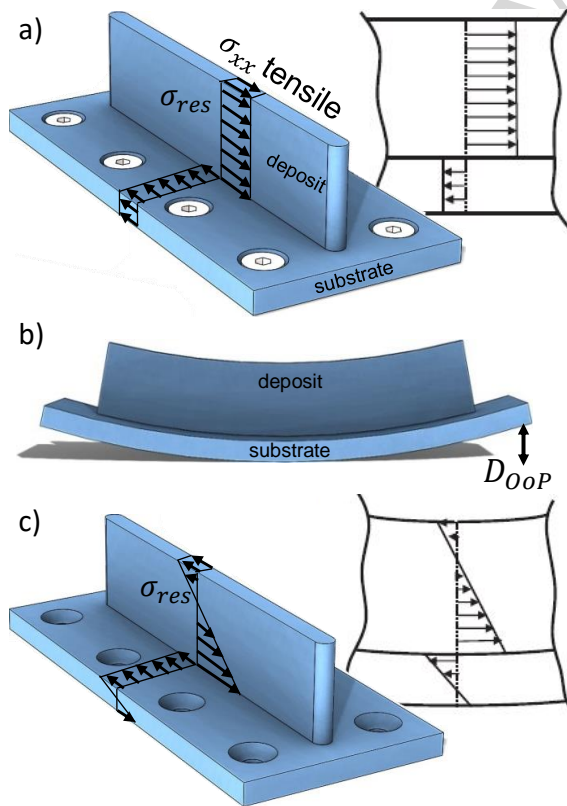 a)
σxx tensile
σres
deposit
substrate
b)
deposit
substrate
DOoP
c)
σres